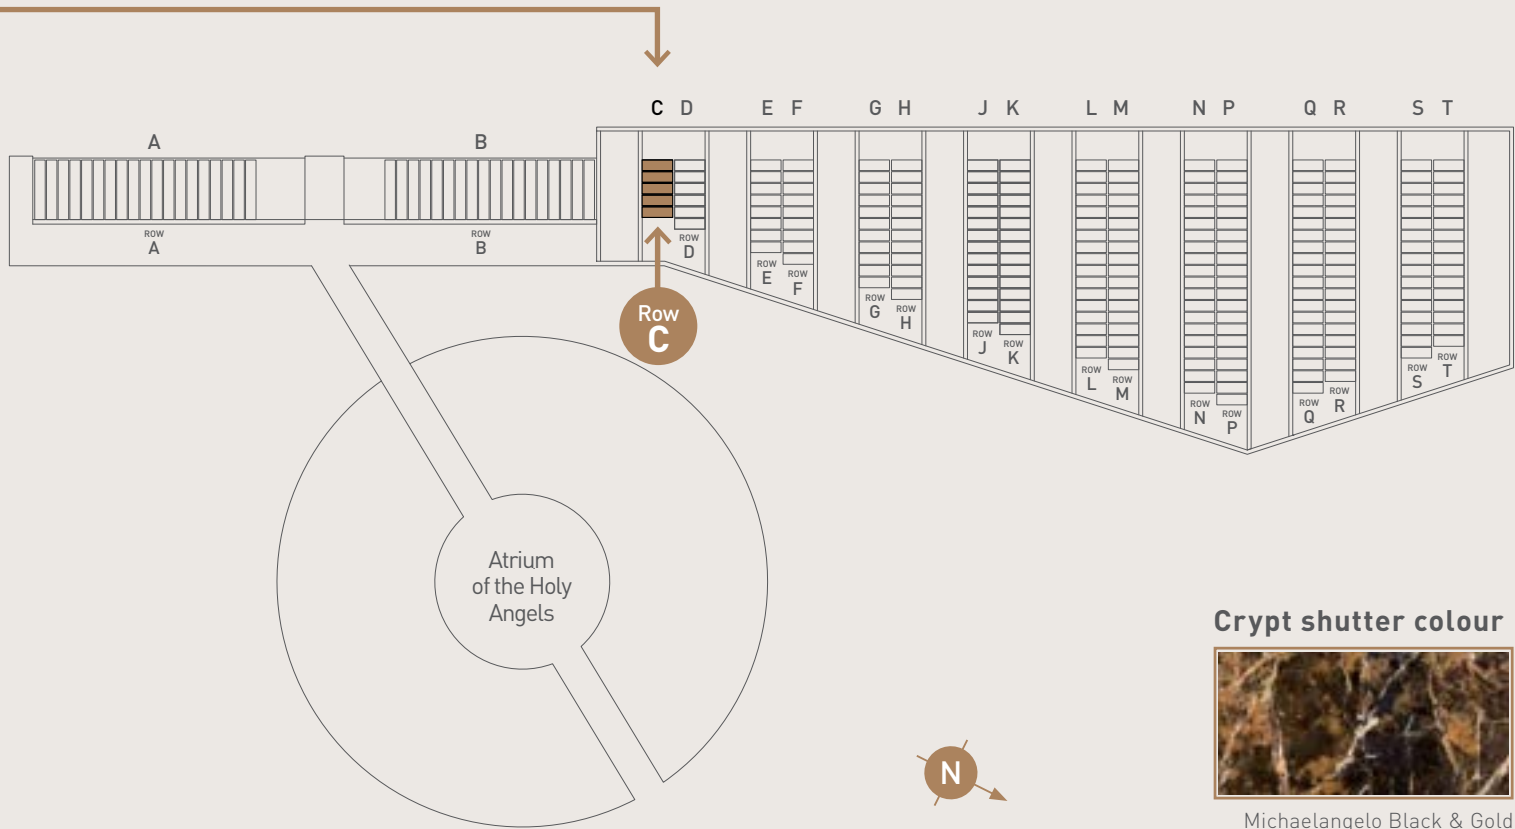 C D E F G H J K L M N P Q R S T
A B
ROW
A
ROW
B
ROW
D
ROW
E
ROW
F
ROW
G
ROW
H
ROW
J
ROW
K
ROW
L
ROW
M
ROW
N
ROW
P
ROW
Q
ROW
R
ROW
S
ROW
T
Row
C
Atrium
of the Holy
Angels
N
Crypt shutter colour
Michaelangelo Black & Gold